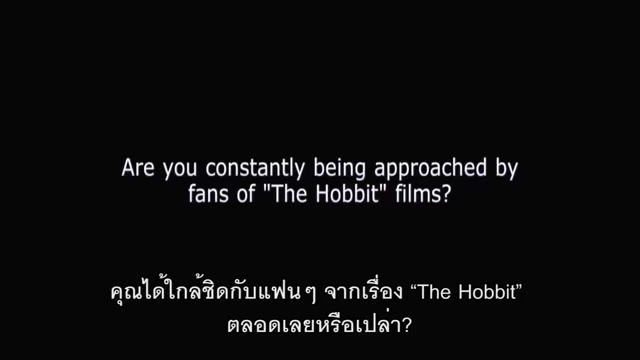 Are you constantly being approached by
fans of "The Hobbit" films?
คุณได้ใกล้ชิดกับแฟนๆ จากเรื่อง “The Hobbit”
ตลอดเลยหรือเปล่า?